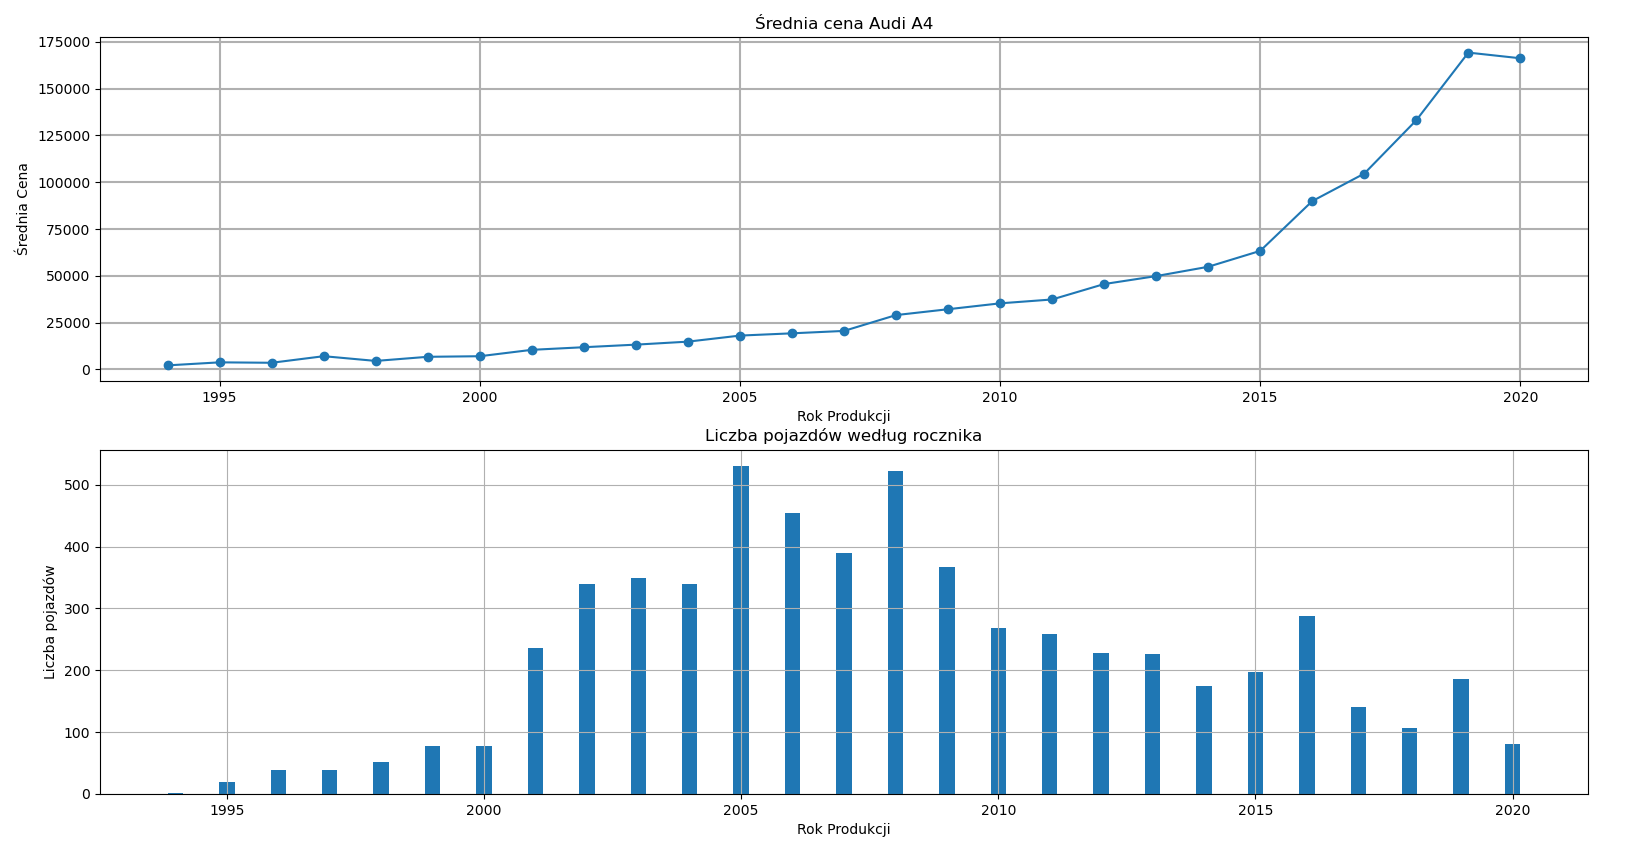 Średnia cena Audi A4
175000
150000
125000
100000
75000
50000
25000
0
Średnia Cena
1995 2000 2005 2010 2015 2020
Rok Produkcji
Liczba pojazdów według rocznika
500
400
300
200
100
0
Liczba pojazdów
1995 2000 2005 2010 2015 2020
Rok Produkcji